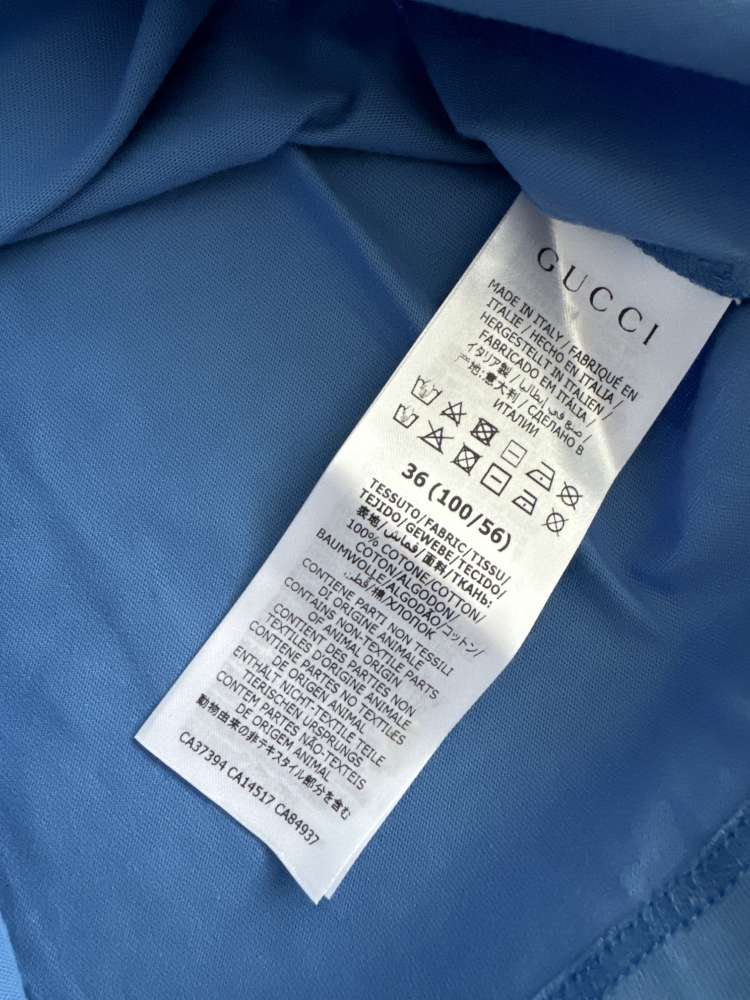 GUCCI
MADE IN ITALY / FABRIQUÉ EN
ITALIE / HECHO EN ITALIA /
HERGESTELLT IN ITALIEN /
FABRICADO EM ITÁLIA /
イタリア製 / صنع في إيطاليا /
产地:意大利 / СДЕЛАНО В
ИТАЛИИ
36 (100/56)
TESSUTO/FABRIC/TISSU/
TEJIDO/GEWEBE/TECIDO/
表地/قماش/面料/ТКАНЬ:
100% COTONE/COTTON/
COTON/ALGODON/
BAUMWOLLE/ALGODÃO/コットン/
قطن/棉/ХЛОПОК
CONTIENE PARTI NON TESSILI
DI ORIGINE ANIMALE
CONTAINS NON-TEXTILE PARTS
OF ANIMAL ORIGIN
CONTIENT DES PARTIES NON
TEXTILES D'ORIGINE ANIMALE
CONTIENE PARTES NO TEXTILES
DE ORIGEN ANIMAL
ENTHÄLT NICHT-TEXTILE TEILE
TIERISCHEN URSPRUNGS
CONTEM PARTES NÃO-TEXTEIS
DE ORIGEM ANIMAL
動物由来の非テキスタイル部分を含む
CA37394 CA14517 CA84937